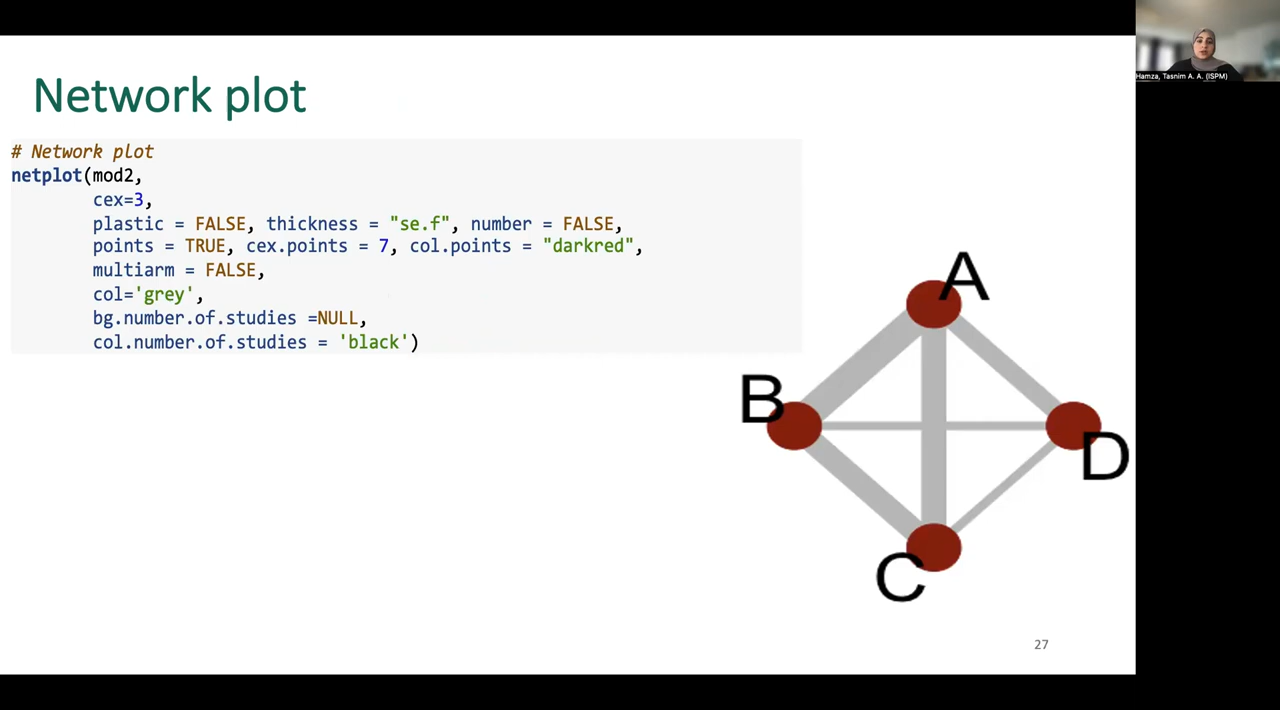 Hamza, Tasnim A. A. (ISPM)
Network plot
# Network plot
netplot(mod2,
cex=3,
plastic = FALSE, thickness = "se.f", number = FALSE,
points = TRUE, cex.points = 7, col.points = "darkred",
multiarm = FALSE,
col='grey',
bg.number.of.studies =NULL,
col.number.of.studies = 'black')
A
B
D
C
27